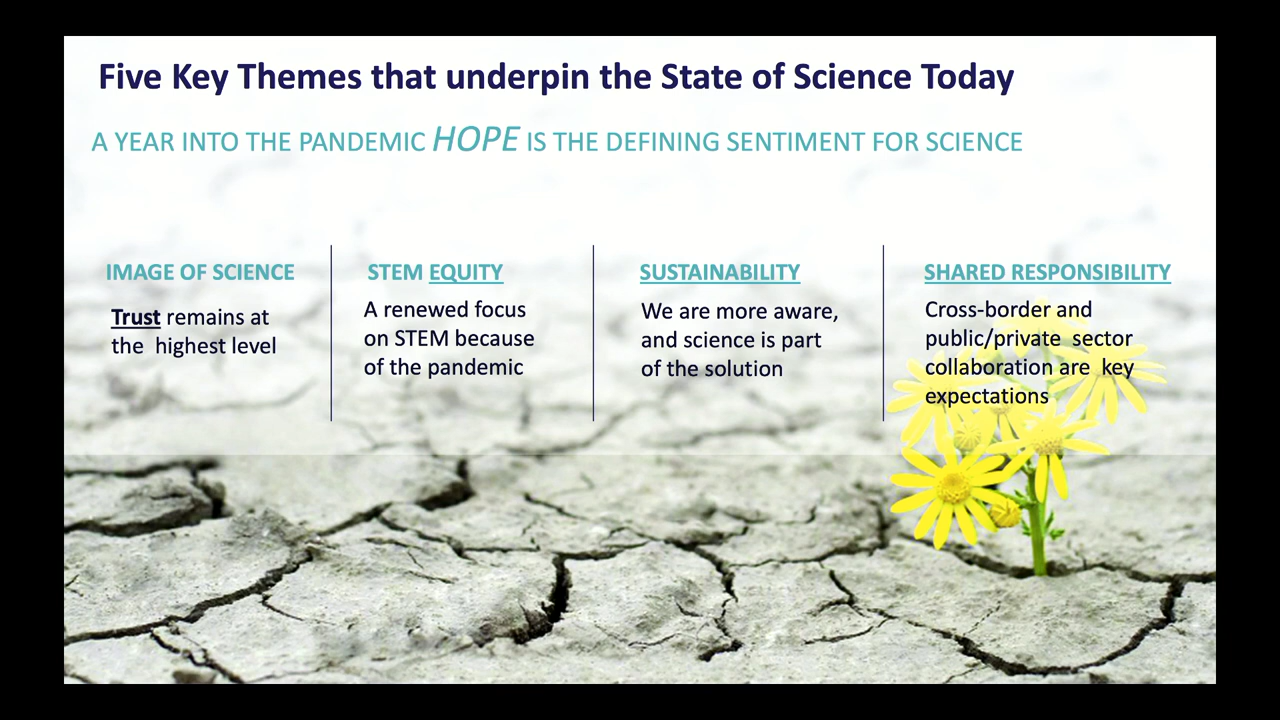 Five Key Themes that underpin the State of Science Today
A YEAR INTO THE PANDEMIC HOPE IS THE DEFINING SENTIMENT FOR SCIENCE
IMAGE OF SCIENCE
Trust remains at
the highest level
STEM EQUITY
A renewed focus
on STEM because
of the pandemic
SUSTAINABILITY
We are more aware,
and science is part
of the solution
SHARED RESPONSIBILITY
Cross-border and
public/private sector
collaboration are key
expectations